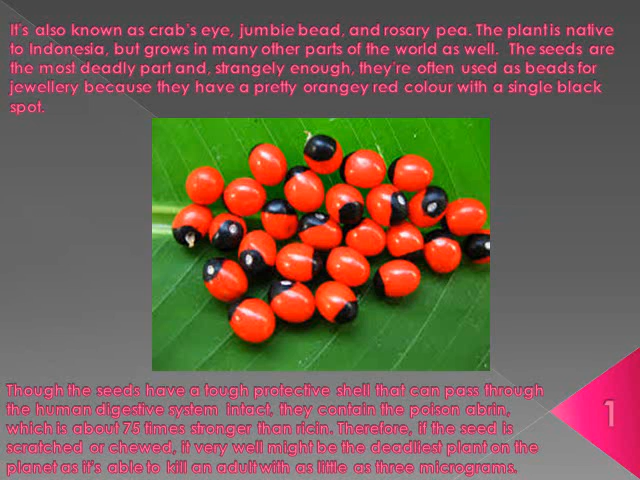 It's also known as crab's eye, jumbie bead, and rosary pea. The plant is native
to Indonesia, but grows in many other parts of the world as well. The seeds are
the most deadly part and, strangely enough, they're often used as beads for
jewellery because they have a pretty orangey red colour with a single black
spot.
Though the seeds have a tough protective shell that can pass through
the human digestive system intact, they contain the poison abrin,
which is about 75 times stronger than ricin. Therefore, if the seed is
scratched or chewed, it very well might be the deadliest plant on the
planet as it's able to kill an adult with as little as three micrograms.
1